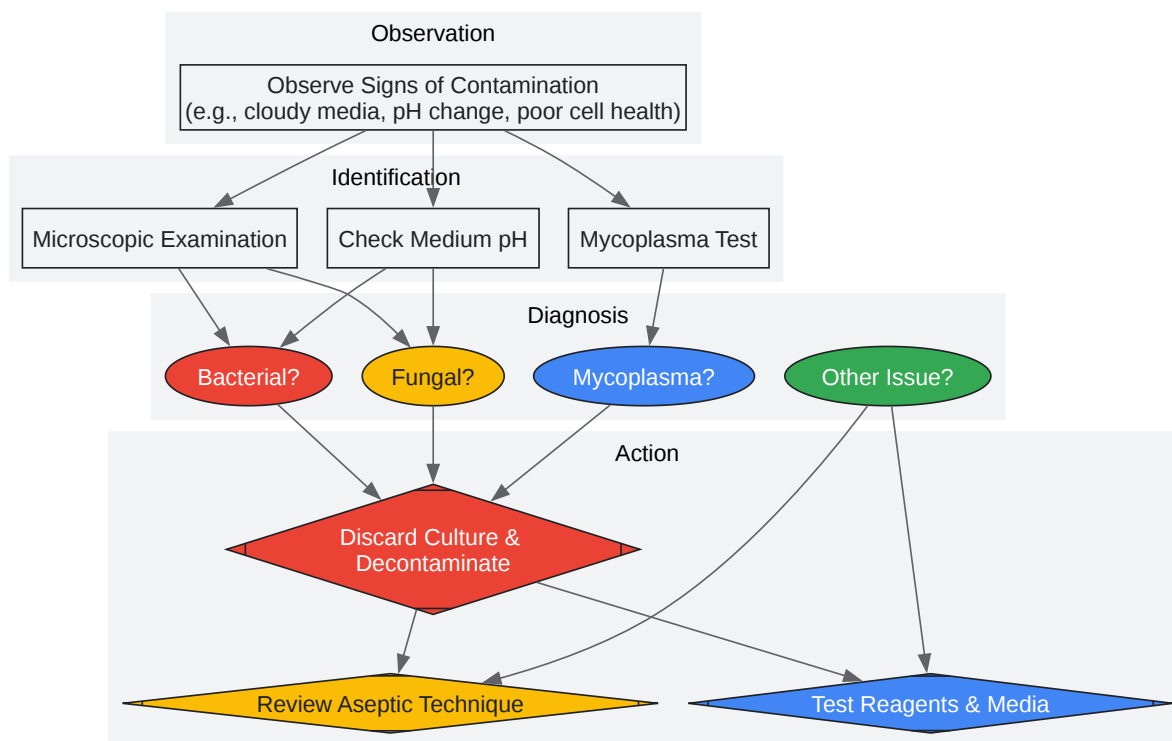 Observation
Observe Signs of Contamination
(e.g., cloudy media, pH change, poor cell health)
Identification
Microscopic Examination
Check Medium pH
Mycoplasma Test
Diagnosis
Bacterial?
Fungal?
Mycoplasma?
Other Issue?
Action
Discard Culture &
Decontaminate
Review Aseptic Technique
Test Reagents & Media